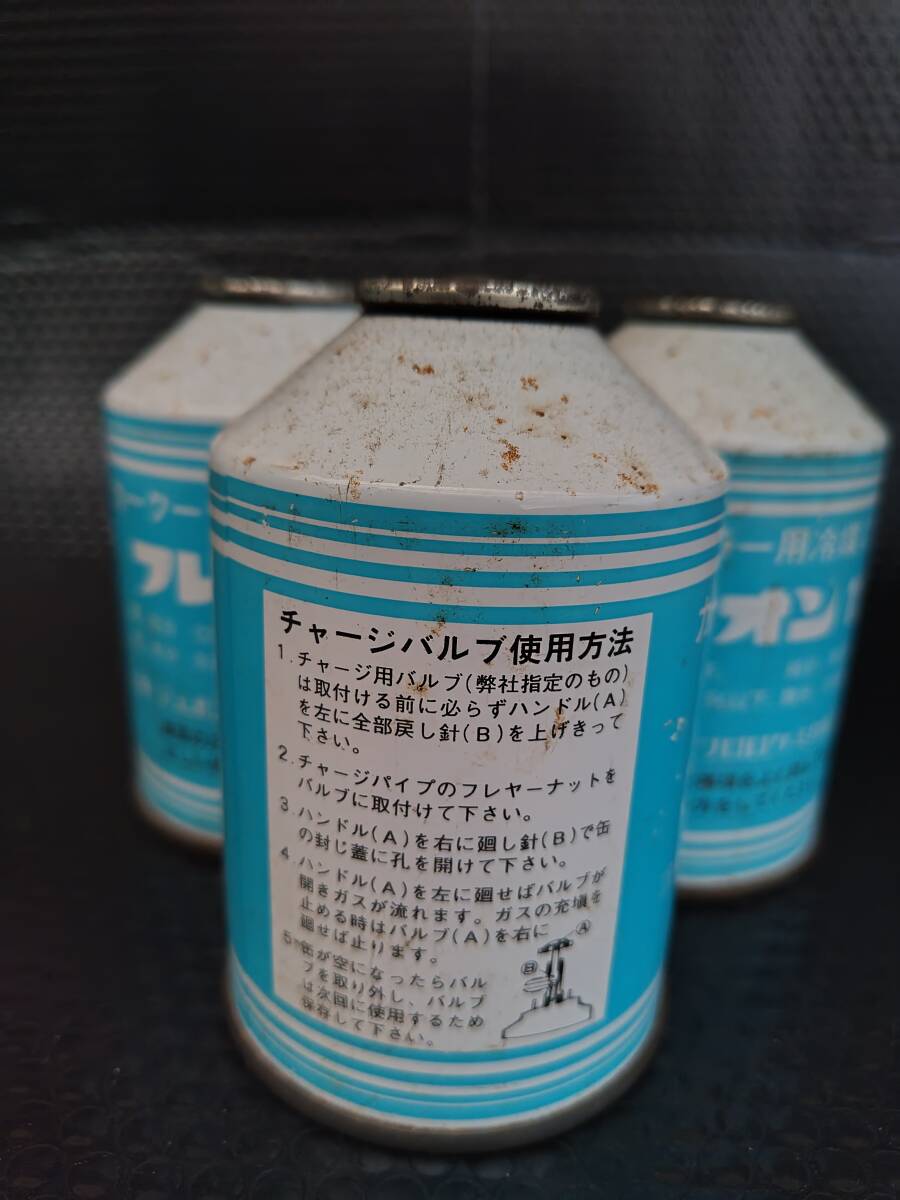 チャージバルブ使用方法
1. チャージ用バルブ(弊社指定のもの)
は取付ける前に必らずハンドル(A)
を左に全部戻し針(B)を上げきって
下さい。
2. チャージパイプのフレヤーナットを
バルブに取付けて下さい。
3. ハンドル(A)を右に廻し針(B)で缶
の封じ蓋に孔を開けて下さい。
4. ハンドル(A)を左に廻せばバルブが
開きガスが流れます。ガスの充塡を
止める時はバルブ(A)を右に
廻せば止ります。
5. 缶が空になったらバル
ブを取り外し、バルブ
は次回に使用するため
保存して下さい。
A
B
フレ
ー用冷媒
オン